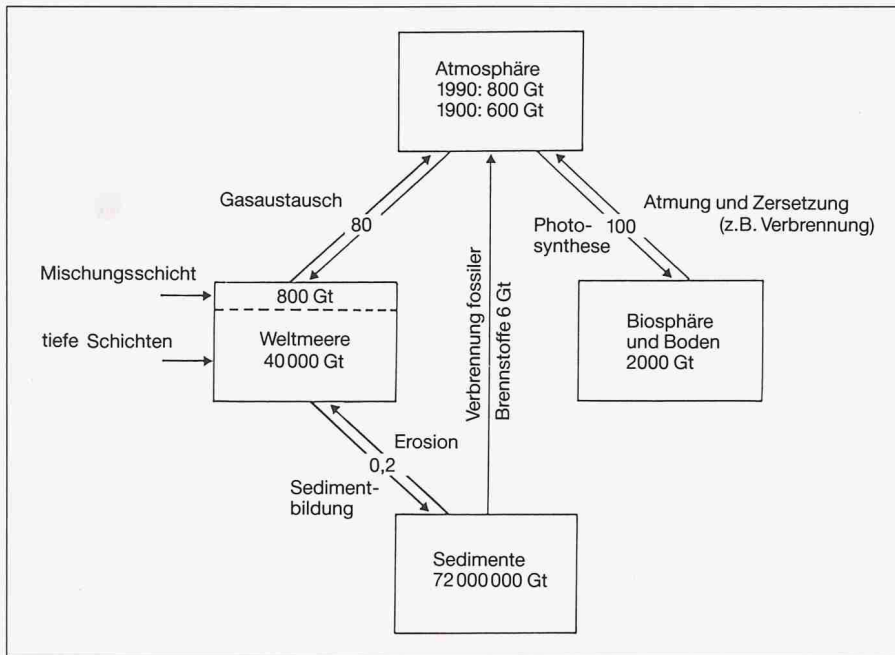 Atmosphäre
1990: 800 Gt
1900: 600 Gt
Gasaustausch
80
Photo-
synthese
100
Atmung und Zersetzung
(z.B. Verbrennung)
Mischungsschicht
800 Gt
tiefe Schichten
Weltmeere
40 000 Gt
Verbrennung fossiler
Brennstoffe 6 Gt
Biosphäre
und Boden
2000 Gt
Erosion
0,2
Sediment-
bildung
Sedimente
72 000 000 Gt